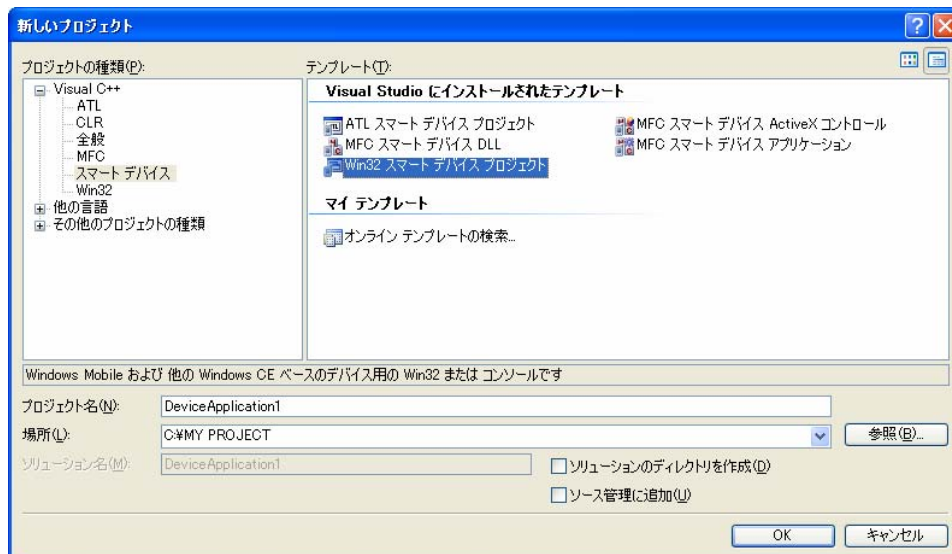 新しいプロジェクト
プロジェクトの種類(P):
Visual C++
ATL
CLR
全般
MFC
スマート デバイス
Win32
他の言語
その他のプロジェクトの種類
テンプレート(T):
Visual Studio にインストールされたテンプレート
ATL スマート デバイス プロジェクト
MFC スマート デバイス ActiveX コントロール
MFC スマート デバイス DLL
MFC スマート デバイス アプリケーション
Win32 スマート デバイス プロジェクト
マイ テンプレート
オンライン テンプレートの検索...
Windows Mobile および 他の Windows CE ベースのデバイス用の Win32 または コンソールです
プロジェクト名(N): DeviceApplication1
場所(L): C:¥MY PROJECT 参照(B)...
ソリューション名(M): DeviceApplication1 ソリューションのディレクトリを作成(D)
ソース管理に追加(U)
OK キャンセル